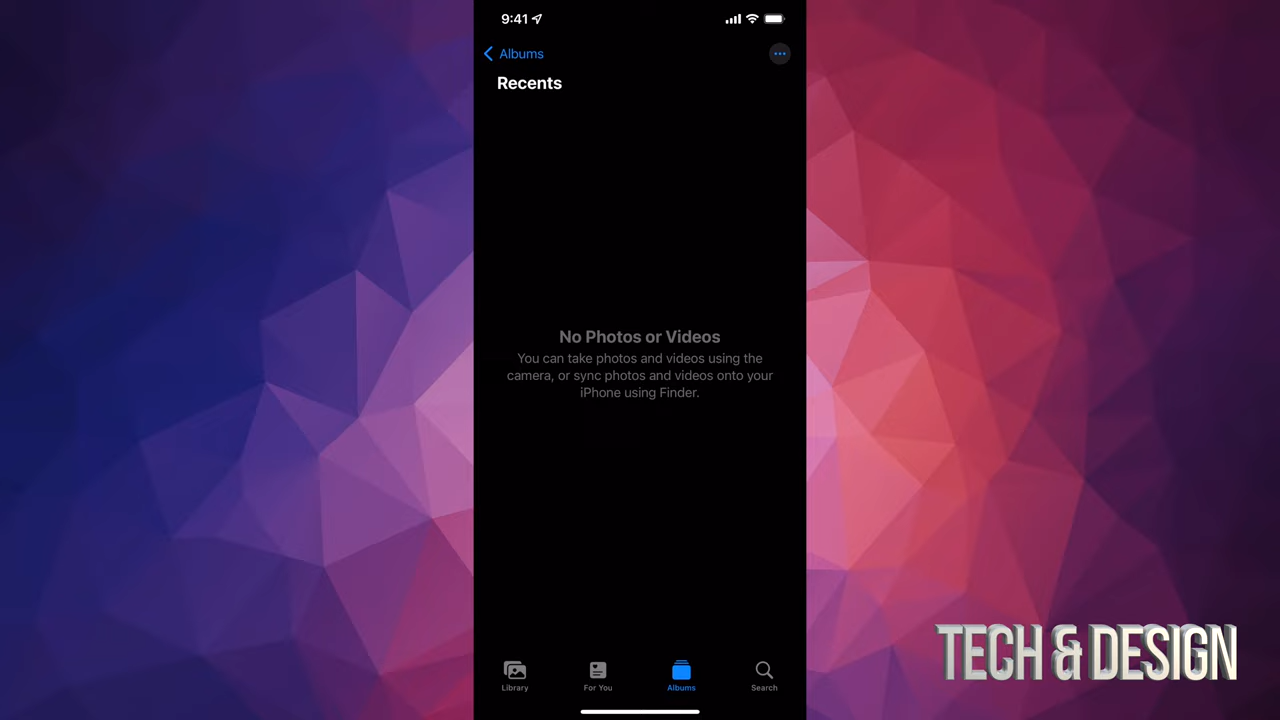 9:41
Albums
Recents
No Photos or Videos
You can take photos and videos using the
camera, or sync photos and videos onto your
iPhone using Finder.
Library
For You
Albums
Search
TECH & DESIGN